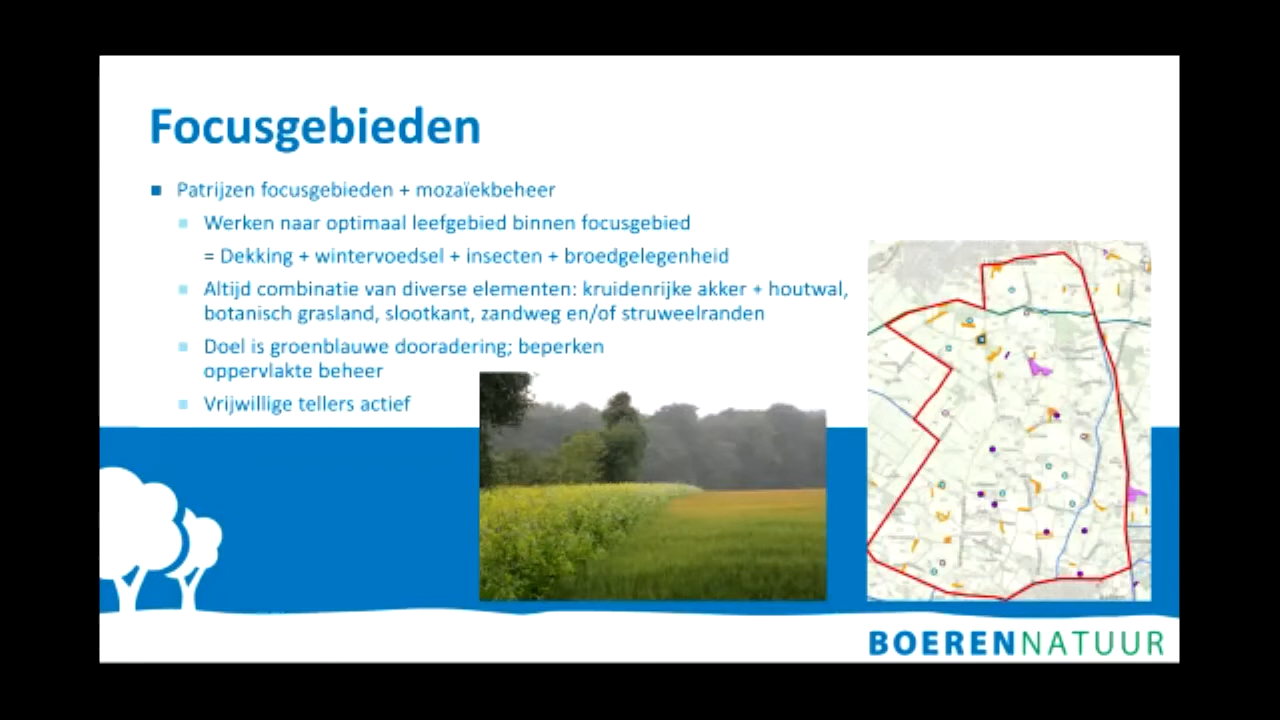 Focusgebieden
Patrijzen focusgebieden + mozaïekbeheer
Werken naar optimaal leefgebied binnen focusgebied
= Dekking + wintervoedsel + insecten + broedgelegenheid
Altijd combinatie van diverse elementen: kruidenrijke akker + houtwal,
botanisch grasland, slootkant, zandweg en/of struweelranden
Doel is groenblauwe dooradering; beperken
oppervlakte beheer
Vrijwillige tellers actief
BOERENNATUUR